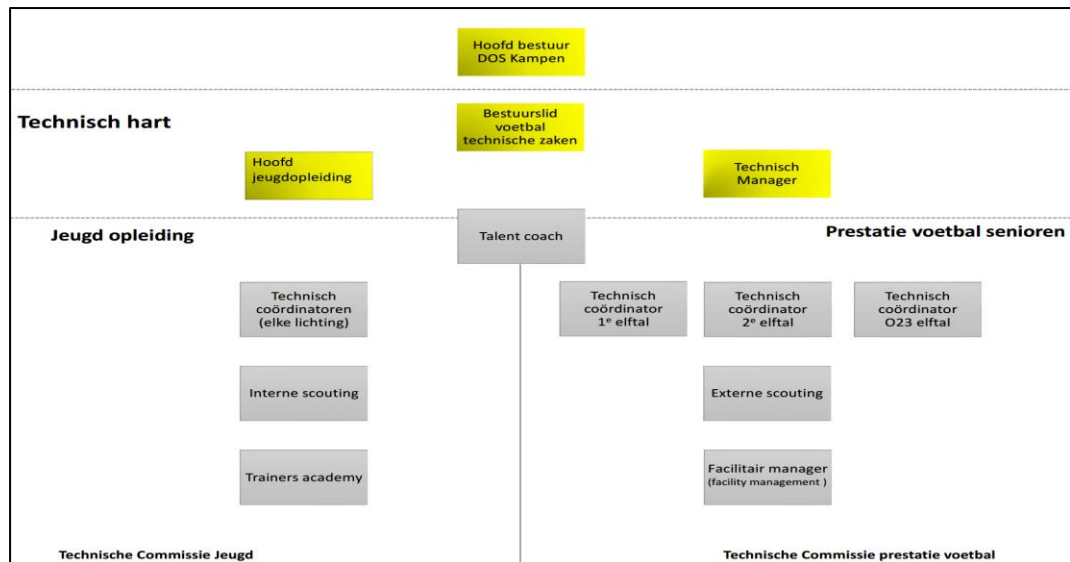 Hoofd bestuur
DOS Kampen
Technisch hart
Bestuurslid
voetbal
technische zaken
Hoofd
jeugdopleiding
Technisch
Manager
Jeugd opleiding
Talent coach
Prestatie voetbal senioren
Technisch
coördinatoren
(elke lichting)
Technisch
coördinator
1e elftal
Technisch
coördinator
2e elftal
Technisch
coördinator
O23 elftal
Interne scouting
Externe scouting
Trainers academy
Facilitair manager
(facility management )
Technische Commissie Jeugd
Technische Commissie prestatie voetbal